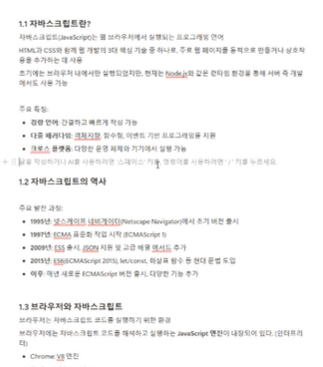 1.1 자바스크립트란?
자바스크립트(JavaScript)는 웹 브라우저에서 실행되는 프로그래밍 언어
HTML과 CSS와 함께 웹 개발의 3대 핵심 기술 중 하나로, 주로 웹 페이지를 동적으로 만들거나 상호작
용을 추가하는 데 사용
초기에는 브라우저 내에서만 실행되었지만, 현재는 Node.js와 같은 런타임 환경을 통해 서버 측 개발
에서도 사용 가능
주요 특징:
• 경량 언어: 간결하고 빠르게 작성 가능
• 다중 패러다임: 객체지향, 함수형, 이벤트 기반 프로그래밍을 지원
• 크로스 플랫폼: 다양한 운영 체제와 기기에서 실행 가능
글을 작성하거나 AI를 사용하려면 '스페이스' 키를, 명령어를 사용하려면 '/' 키를 누르세요.
1.2 자바스크립트의 역사
주요 발전 과정:
• 1995년: 넷스케이프 네비게이터(Netscape Navigator)에서 초기 버전 출시
• 1997년: ECMA 표준화 작업 시작 (ECMAScript 1)
• 2009년: ES5 출시, JSON 지원 및 고급 배열 메서드 추가
• 2015년: ES6(ECMAScript 2015), let/const, 화살표 함수 등 현대 문법 도입
• 이후: 매년 새로운 ECMAScript 버전 출시, 다양한 기능 추가
1.3 브라우저와 자바스크립트
브라우저는 자바스크립트 코드를 실행하기 위한 환경
브라우저에는 자바스크립트 코드를 해석하고 실행하는 JavaScript 엔진이 내장되어 있다. (인터프리
터)
• Chrome: V8 엔진